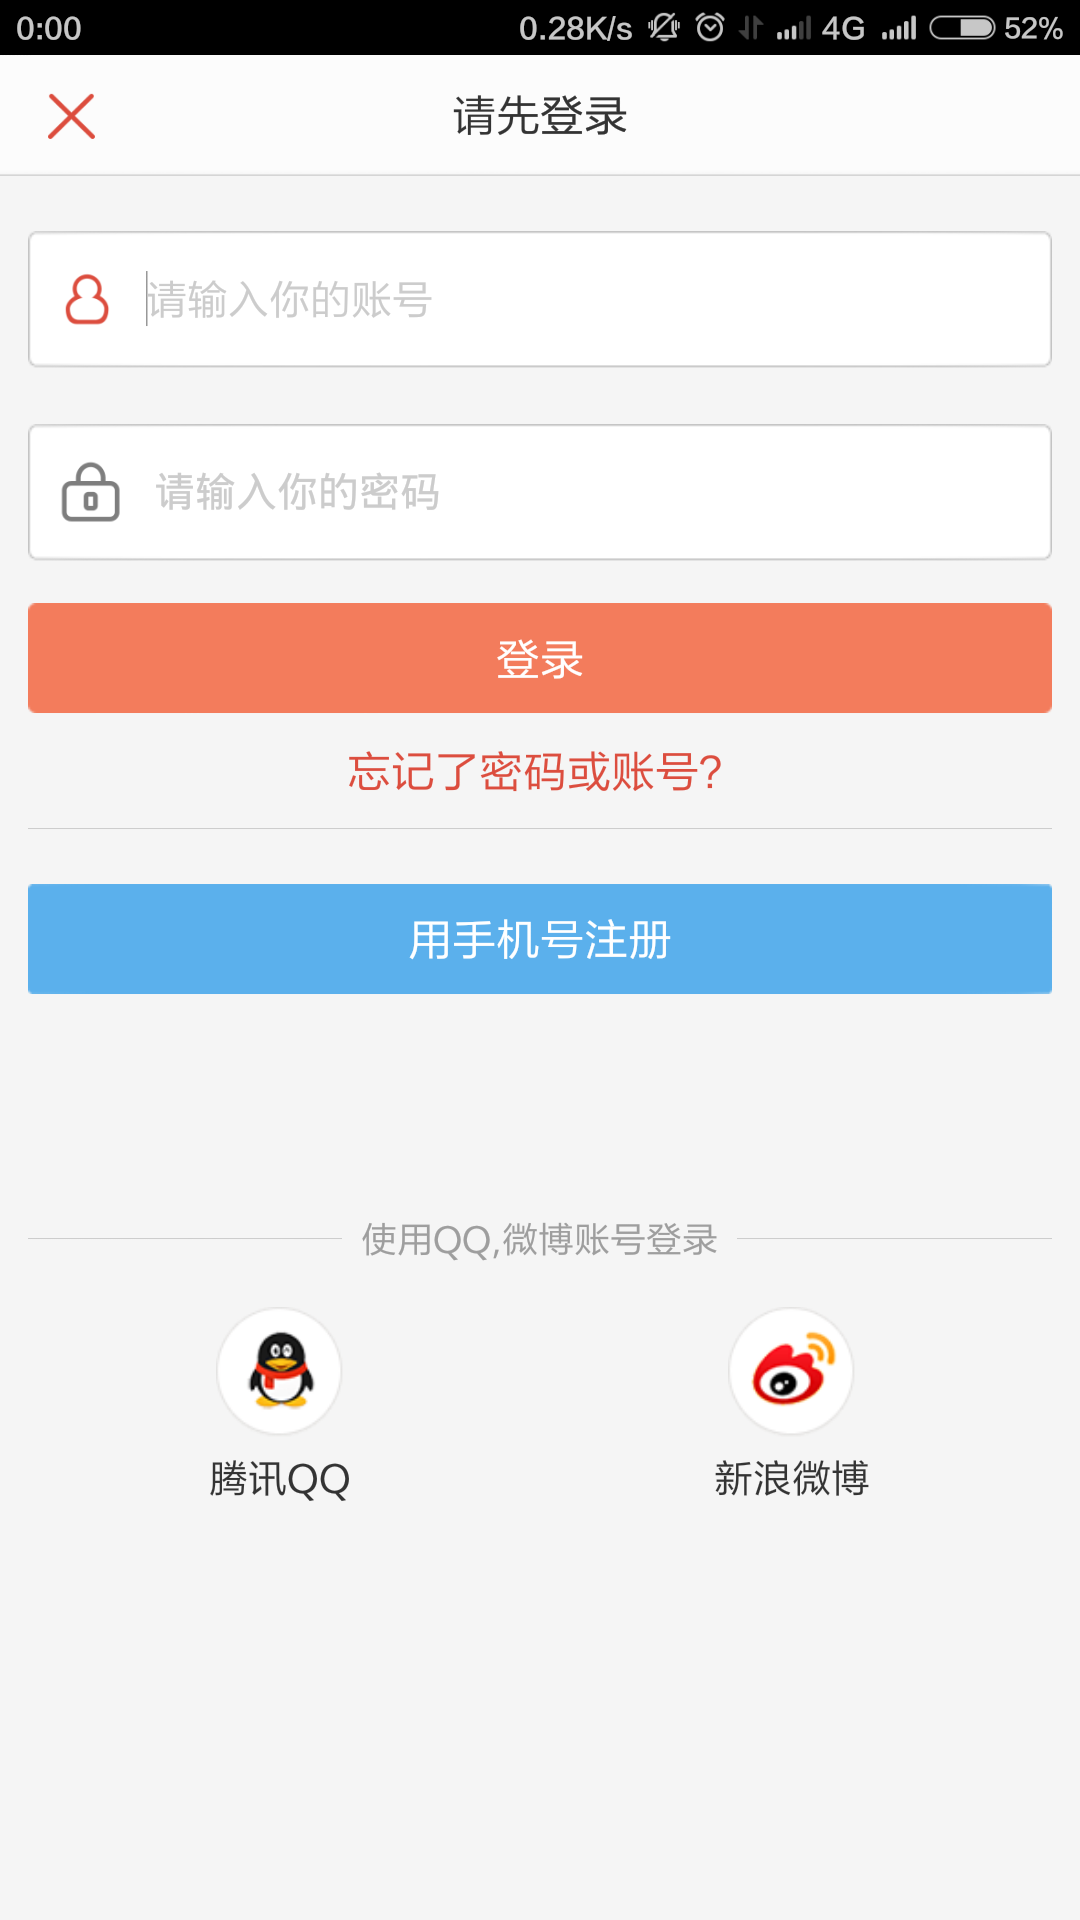 0:00 0.28K/s 4G 52%
请先登录
请输入你的账号
请输入你的密码
登录
忘记了密码或账号?
用手机号注册
使用QQ,微博账号登录
腾讯QQ 新浪微博